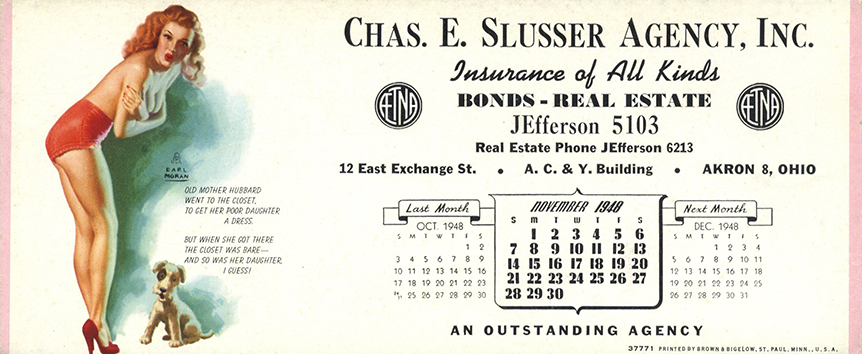 CHAS. E. SLUSSER AGENCY, INC.
Insurance of All Kinds
BONDS - REAL ESTATE
ÆTNA
ÆTNA
JEfferson 5103
Real Estate Phone JEfferson 6213
12 East Exchange St. • A. C. & Y. Building • AKRON 8, OHIO
EARL
MORAN
OLD MOTHER HUBBARD
WENT TO THE CLOSET,
TO GET HER POOR DAUGHTER
A DRESS.
BUT WHEN SHE GOT THERE
THE CLOSET WAS BARE—
AND SO WAS HER DAUGHTER,
I GUESS!
Last Month
OCT. 1948
S M T W T F S
1 2
3 4 5 6 7 8 9
10 11 12 13 14 15 16
17 18 19 20 21 22 23
24/31 25 26 27 28 29 30
NOVEMBER 1948
S M T W T F S
1 2 3 4 5 6
7 8 9 10 11 12 13
14 15 16 17 18 19 20
21 22 23 24 25 26 27
28 29 30
Next Month
DEC. 1948
S M T W T F S
1 2 3 4
5 6 7 8 9 10 11
12 13 14 15 16 17 18
19 20 21 22 23 24 25
26 27 28 29 30 31
AN OUTSTANDING AGENCY
37771 PRINTED BY BROWN & BIGELOW, ST. PAUL, MINN., U. S. A.